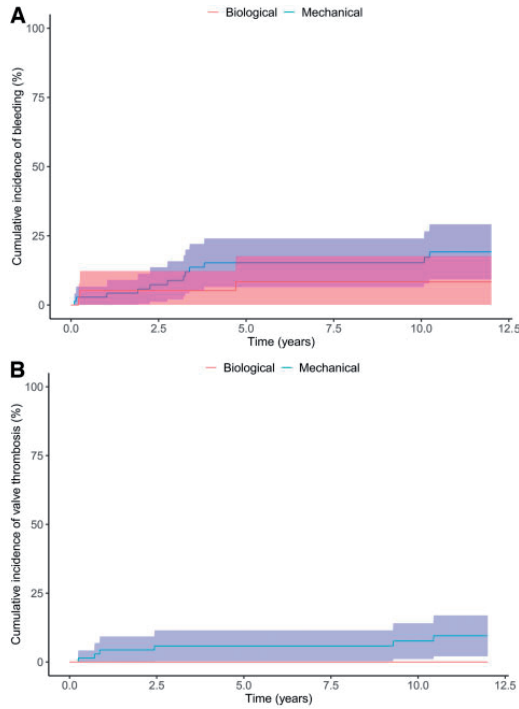 A
Biological Mechanical
Cumulative incidence of bleeding (%)
100
75
50
25
0
0.0 2.5 5.0 7.5 10.0 12.5
Time (years)
B
Biological Mechanical
Cumulative incidence of valve thrombosis (%)
100
75
50
25
0
0.0 2.5 5.0 7.5 10.0 12.5
Time (years)